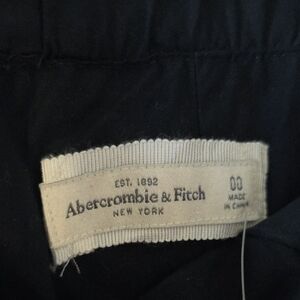 EST. 1892
Abercrombie & Fitch
NEW YORK
00
MADE
IN CHINA